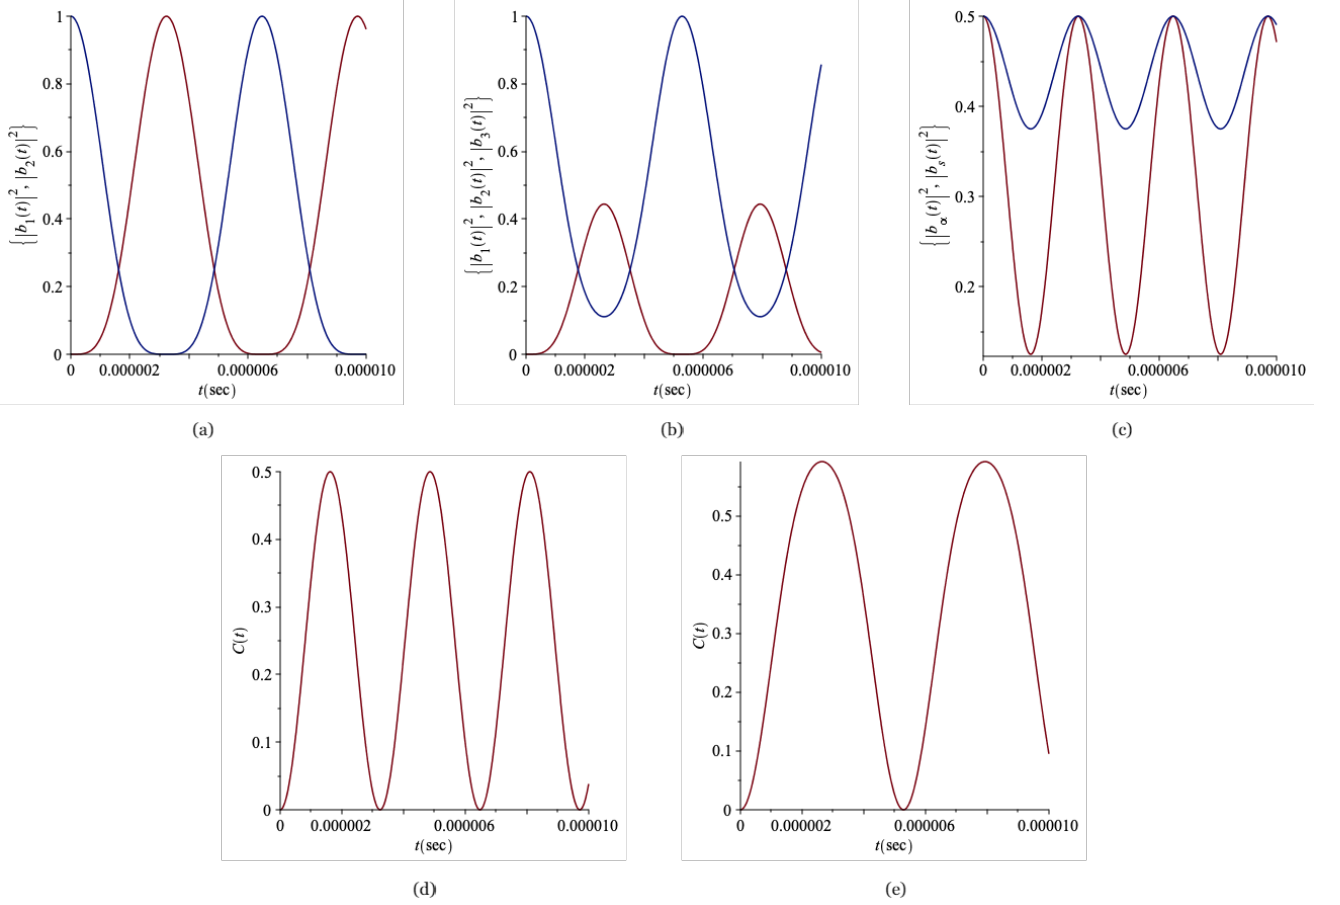 1
0.8
0.6
0.4
0.2
0
{|b₁(t)|², |b₂(t)|²}
0 0.000002 0.000006 0.000010
t(sec)
(a)
1
0.8
0.6
0.4
0.2
0
{|b₁(t)|², |b₂(t)|², |b₃(t)|²}
0 0.000002 0.000006 0.000010
t(sec)
(b)
0.5
0.4
0.3
0.2
{|b_α(t)|², |b_s(t)|²}
0 0.000002 0.000006 0.000010
t(sec)
(c)
0.5
0.4
0.3
0.2
0.1
0
C(t)
0 0.000002 0.000006 0.000010
t(sec)
(d)
0.5
0.4
0.3
0.2
0.1
0
C(t)
0 0.000002 0.000006 0.000010
t(sec)
(e)